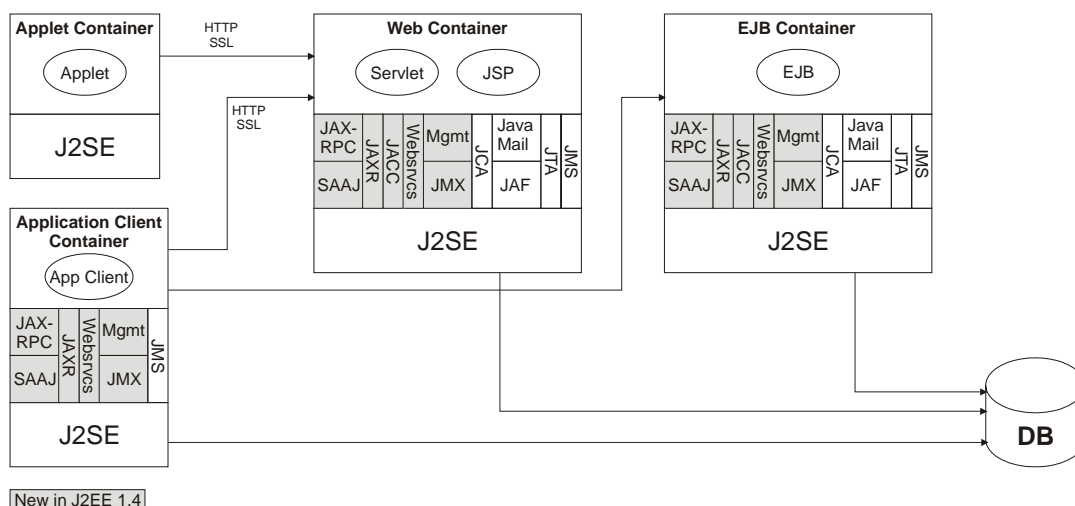 Applet Container
Applet
J2SE
HTTP
SSL
Web Container
Servlet
JSP
JAX-
RPC
SAAJ
JAXR
JACC
Websrvcs
Mgmt
JMX
JCA
Java
Mail
JAF
JTA
JMS
J2SE
EJB Container
EJB
JAX-
RPC
SAAJ
JAXR
JACC
Websrvcs
Mgmt
JMX
JCA
Java
Mail
JAF
JTA
JMS
J2SE
HTTP
SSL
Application Client
Container
App Client
JAX-
RPC
SAAJ
JAXR
Websrvcs
Mgmt
JMX
JMS
J2SE
DB
New in J2EE 1.4